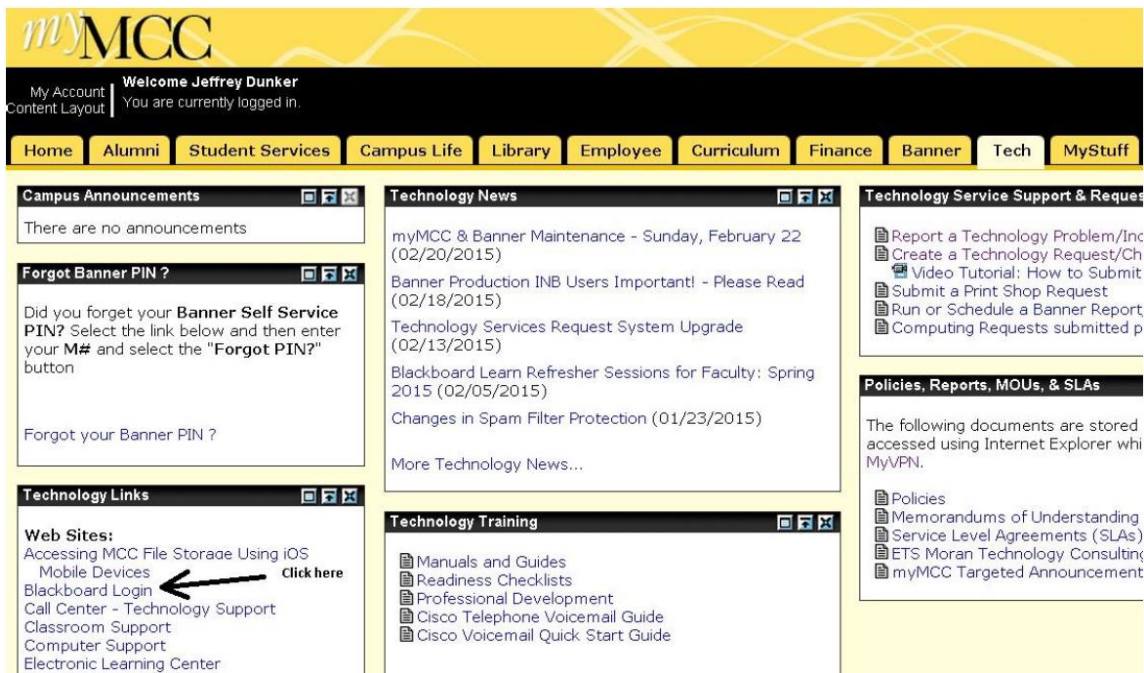 myMCC
My Account
Content Layout
Welcome Jeffrey Dunker
You are currently logged in.
Home
Alumni
Student Services
Campus Life
Library
Employee
Curriculum
Finance
Banner
Tech
MyStuff
Campus Announcements
There are no announcements
Forgot Banner PIN ?
Did you forget your Banner Self Service
PIN? Select the link below and then enter
your M# and select the "Forgot PIN?"
button
Forgot your Banner PIN ?
Technology Links
Web Sites:
Accessing MCC File Storage Using iOS
Mobile Devices
Click here
Blackboard Login
Call Center - Technology Support
Classroom Support
Computer Support
Electronic Learning Center
Technology News
myMCC & Banner Maintenance - Sunday, February 22
(02/20/2015)
Banner Production INB Users Important! - Please Read
(02/18/2015)
Technology Services Request System Upgrade
(02/13/2015)
Blackboard Learn Refresher Sessions for Faculty: Spring
2015 (02/05/2015)
Changes in Spam Filter Protection (01/23/2015)
More Technology News...
Technology Training
Manuals and Guides
Readiness Checklists
Professional Development
Cisco Telephone Voicemail Guide
Cisco Voicemail Quick Start Guide
Technology Service Support & Reques
Report a Technology Problem/Inc
Create a Technology Request/Ch
Video Tutorial: How to Submit
Submit a Print Shop Request
Run or Schedule a Banner Report
Computing Requests submitted p
Policies, Reports, MOUs, & SLAs
The following documents are stored
accessed using Internet Explorer whi
MyVPN.
Policies
Memorandums of Understanding
Service Level Agreements (SLAs)
ETS Moran Technology Consulting
myMCC Targeted Announcement